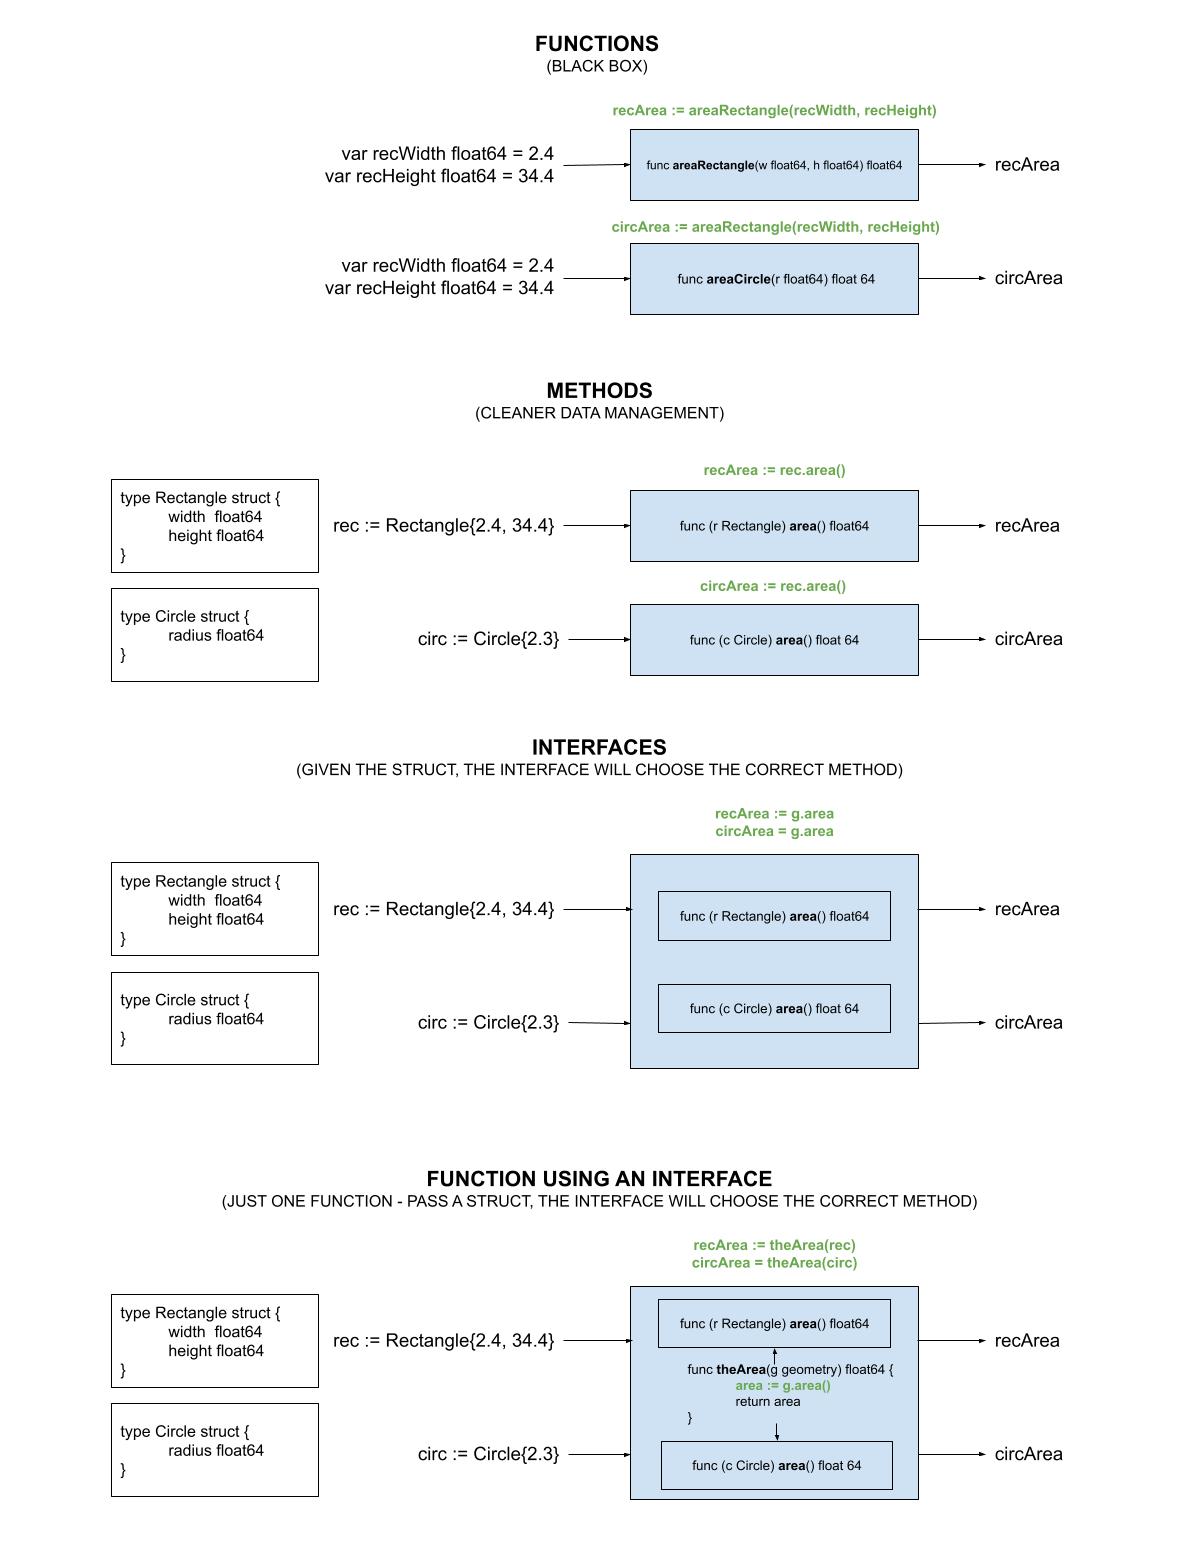 FUNCTIONS
(BLACK BOX)
recArea := areaRectangle(recWidth, recHeight)
var recWidth float64 = 2.4
var recHeight float64 = 34.4
func areaRectangle(w float64, h float64) float64
recArea
circArea := areaRectangle(recWidth, recHeight)
var recWidth float64 = 2.4
var recHeight float64 = 34.4
func areaCircle(r float64) float 64
circArea
METHODS
(CLEANER DATA MANAGEMENT)
recArea := rec.area()
type Rectangle struct {
width  float64
height float64
}
rec := Rectangle{2.4, 34.4}
func (r Rectangle) area() float64
recArea
circArea := rec.area()
type Circle struct {
radius float64
}
circ := Circle{2.3}
func (c Circle) area() float 64
circArea
INTERFACES
(GIVEN THE STRUCT, THE INTERFACE WILL CHOOSE THE CORRECT METHOD)
recArea := g.area
circArea = g.area
type Rectangle struct {
width  float64
height float64
}
rec := Rectangle{2.4, 34.4}
func (r Rectangle) area() float64
recArea
type Circle struct {
radius float64
}
circ := Circle{2.3}
func (c Circle) area() float 64
circArea
FUNCTION USING AN INTERFACE
(JUST ONE FUNCTION - PASS A STRUCT, THE INTERFACE WILL CHOOSE THE CORRECT METHOD)
recArea := theArea(rec)
circArea = theArea(circ)
type Rectangle struct {
width  float64
height float64
}
rec := Rectangle{2.4, 34.4}
func (r Rectangle) area() float64
recArea
func theArea(g geometry) float64 {
area := g.area()
return area
}
type Circle struct {
radius float64
}
circ := Circle{2.3}
func (c Circle) area() float 64
circArea